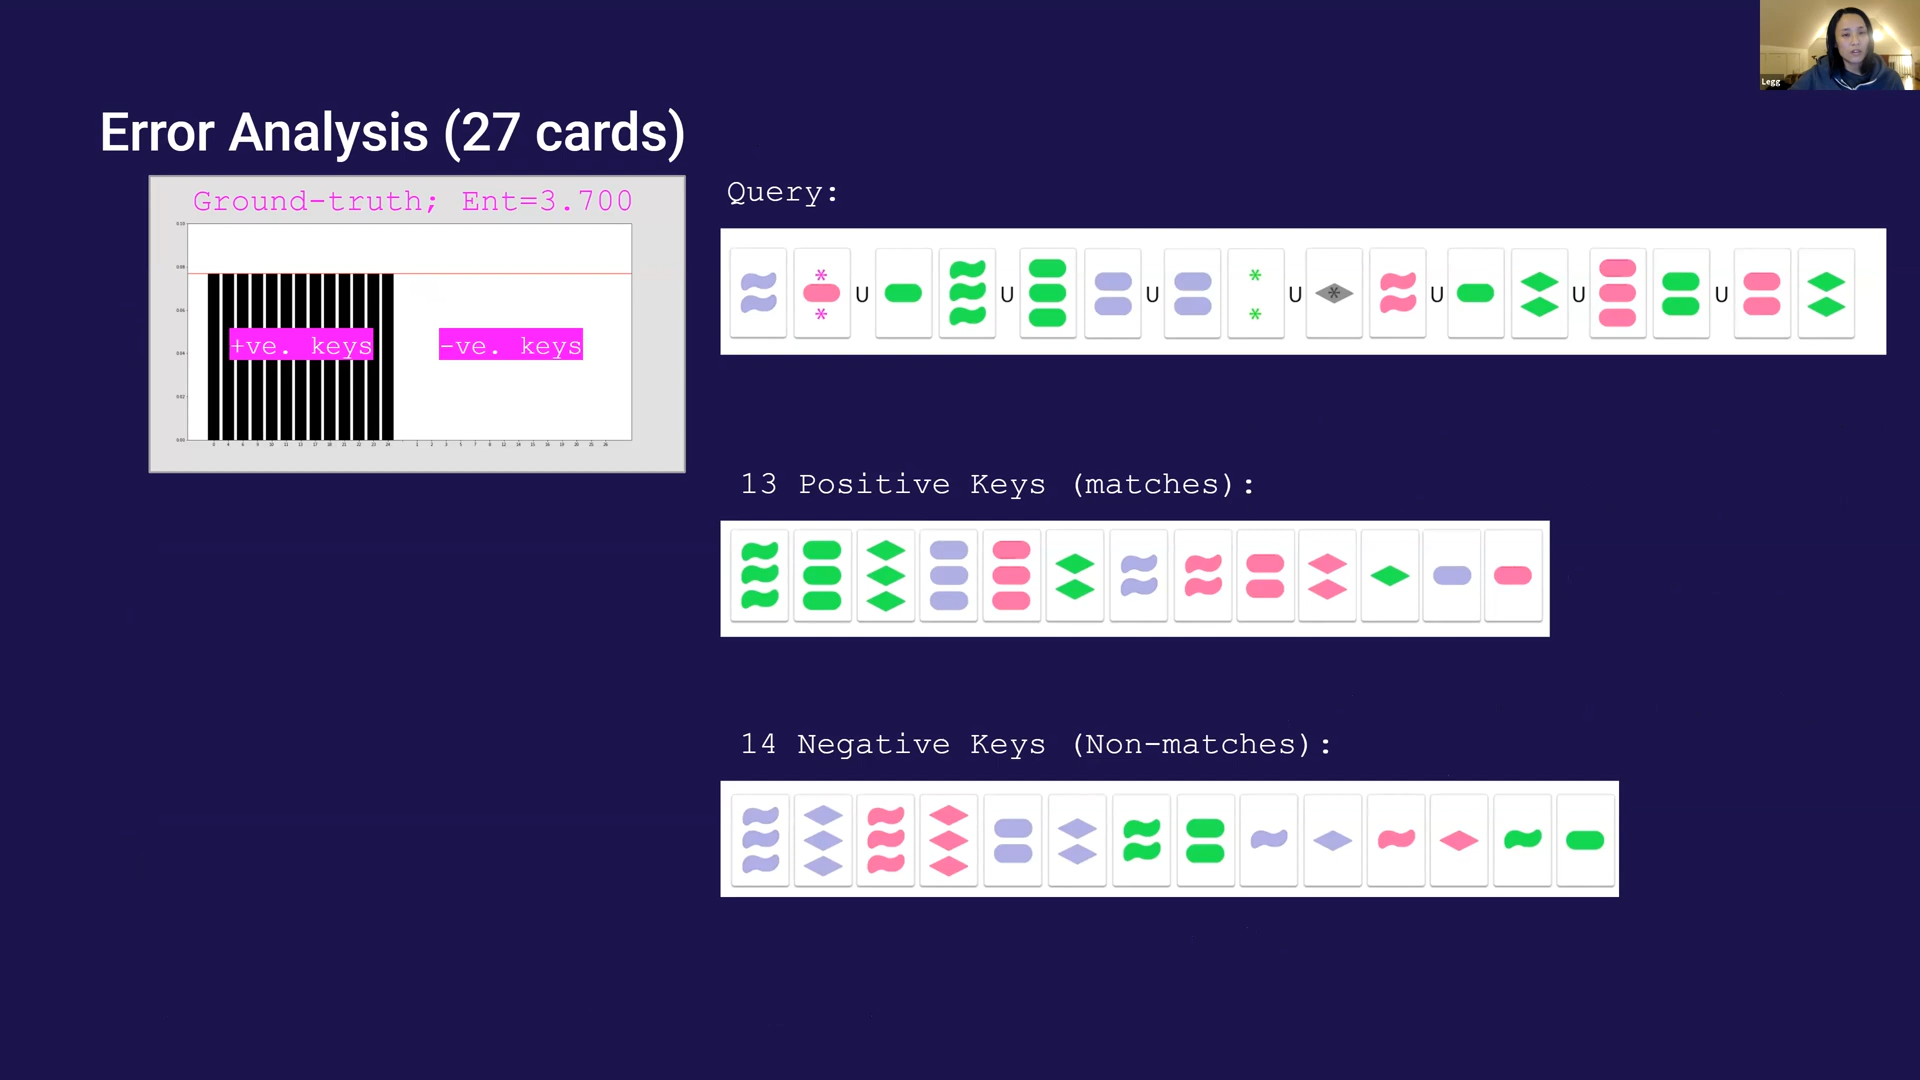 Legg
Error Analysis (27 cards)
Ground-truth; Ent=3.700
+ve. keys
-ve. keys
Query:
* * U U U * * U * U U U
13 Positive Keys (matches):
14 Negative Keys (Non-matches):